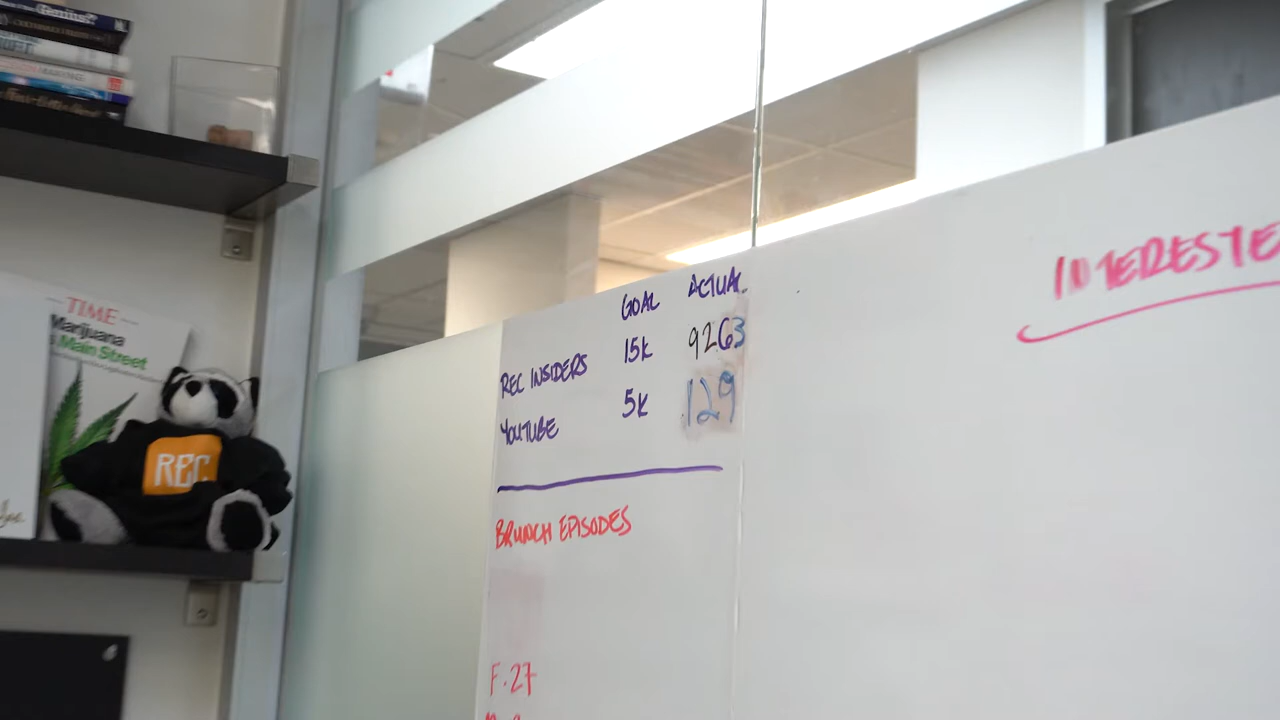 TIME
Marijuana
Main Street
REC
GOAL ACTUAL
REC INSIDERS 15K 9263
YOUTUBE 5K 129
BRUNCH EPISODES
F.27
INTERESTE